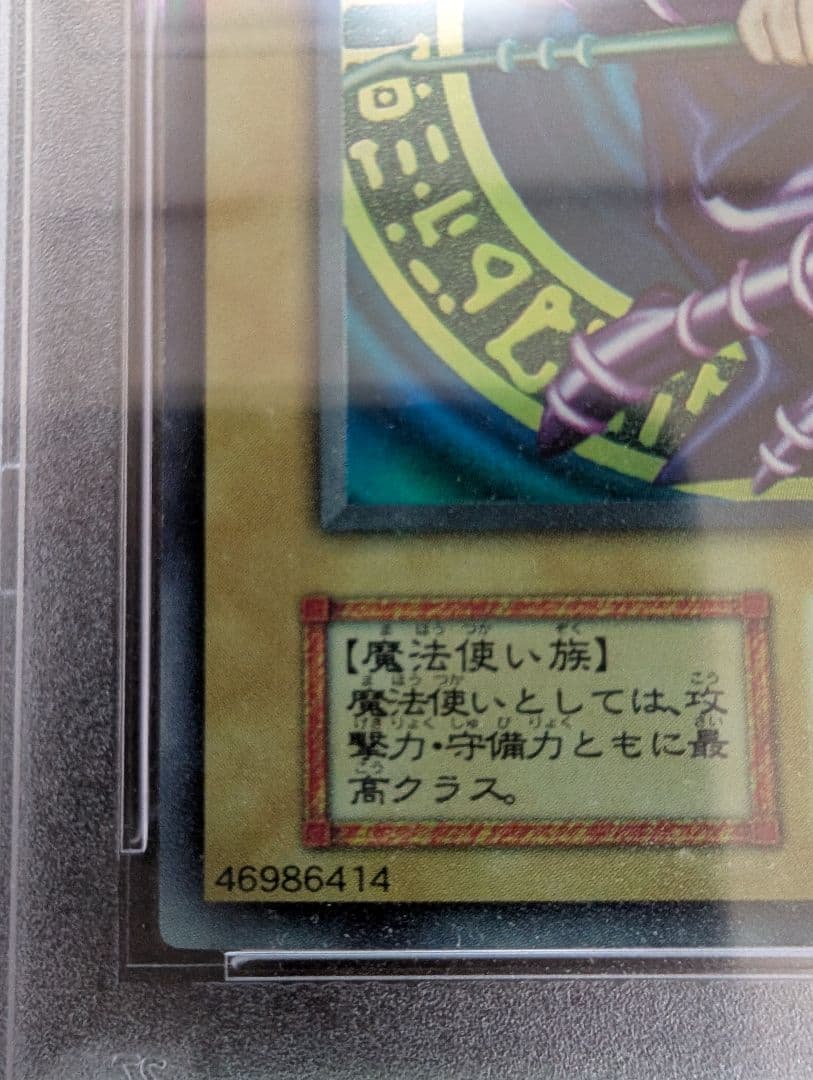 【魔法使い族】
魔法使いとしては、攻
撃力・守備力ともに最
高クラス。
46986414